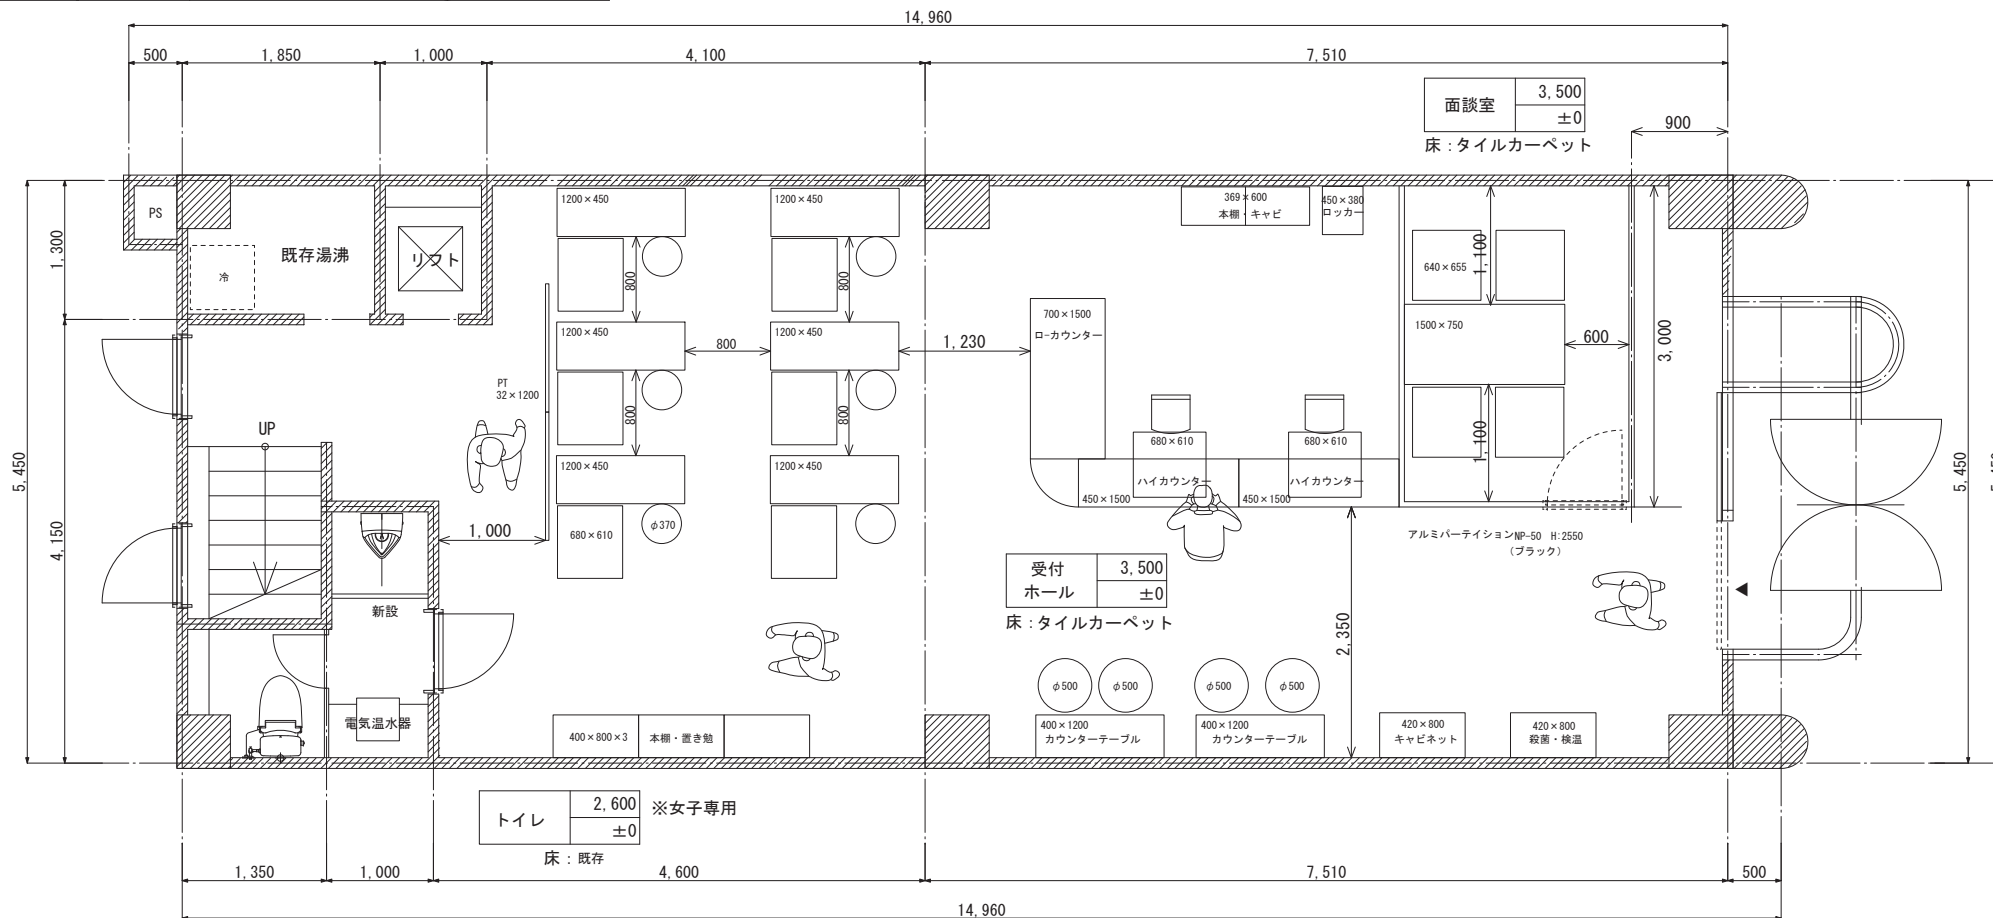 14,960
500
1,850
1,000
4,100
7,510
面談室
3,500
±0
床：タイルカーペット
900
PS
既存湯沸
冷
リフト
1,300
5,450
4,150
1200×450
1200×450
800
800
1200×450
1200×450
800
1,230
800
800
1200×450
1200×450
PT
32×1200
UP
1,000
680×610
φ370
新設
電気温水器
369×600
本棚・キャビ
450×380
ロッカー
700×1500
ローカウンター
680×610
680×610
ハイカウンター
ハイカウンター
450×1500
450×1500
640×655
1,100
1500×750
600
3,000
1,100
アルミパーテイションNP-50 H:2550
（ブラック）
受付
ホール
3,500
±0
床：タイルカーペット
2,350
φ500
φ500
φ500
φ500
400×1200
カウンターテーブル
400×1200
カウンターテーブル
420×800
キャビネット
420×800
殺菌・検温
400×800×3
本棚・置き勉
5,450
トイレ
2,600
±0
※女子専用
床：既存
1,350
1,000
4,600
7,510
500
14,960